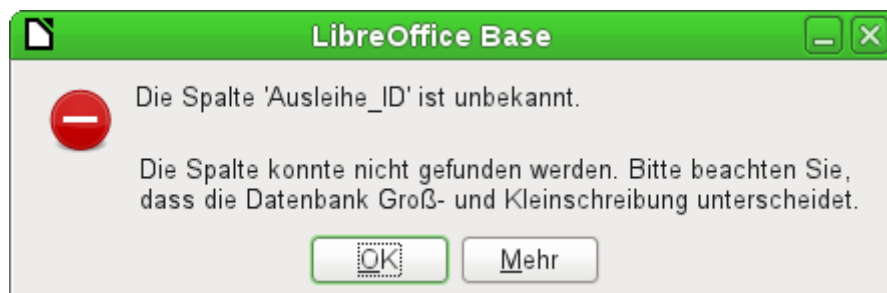 LibreOffice Base
Die Spalte 'Ausleihe_ID' ist unbekannt.
Die Spalte konnte nicht gefunden werden. Bitte beachten Sie,
dass die Datenbank Groß- und Kleinschreibung unterscheidet.
OK
Mehr